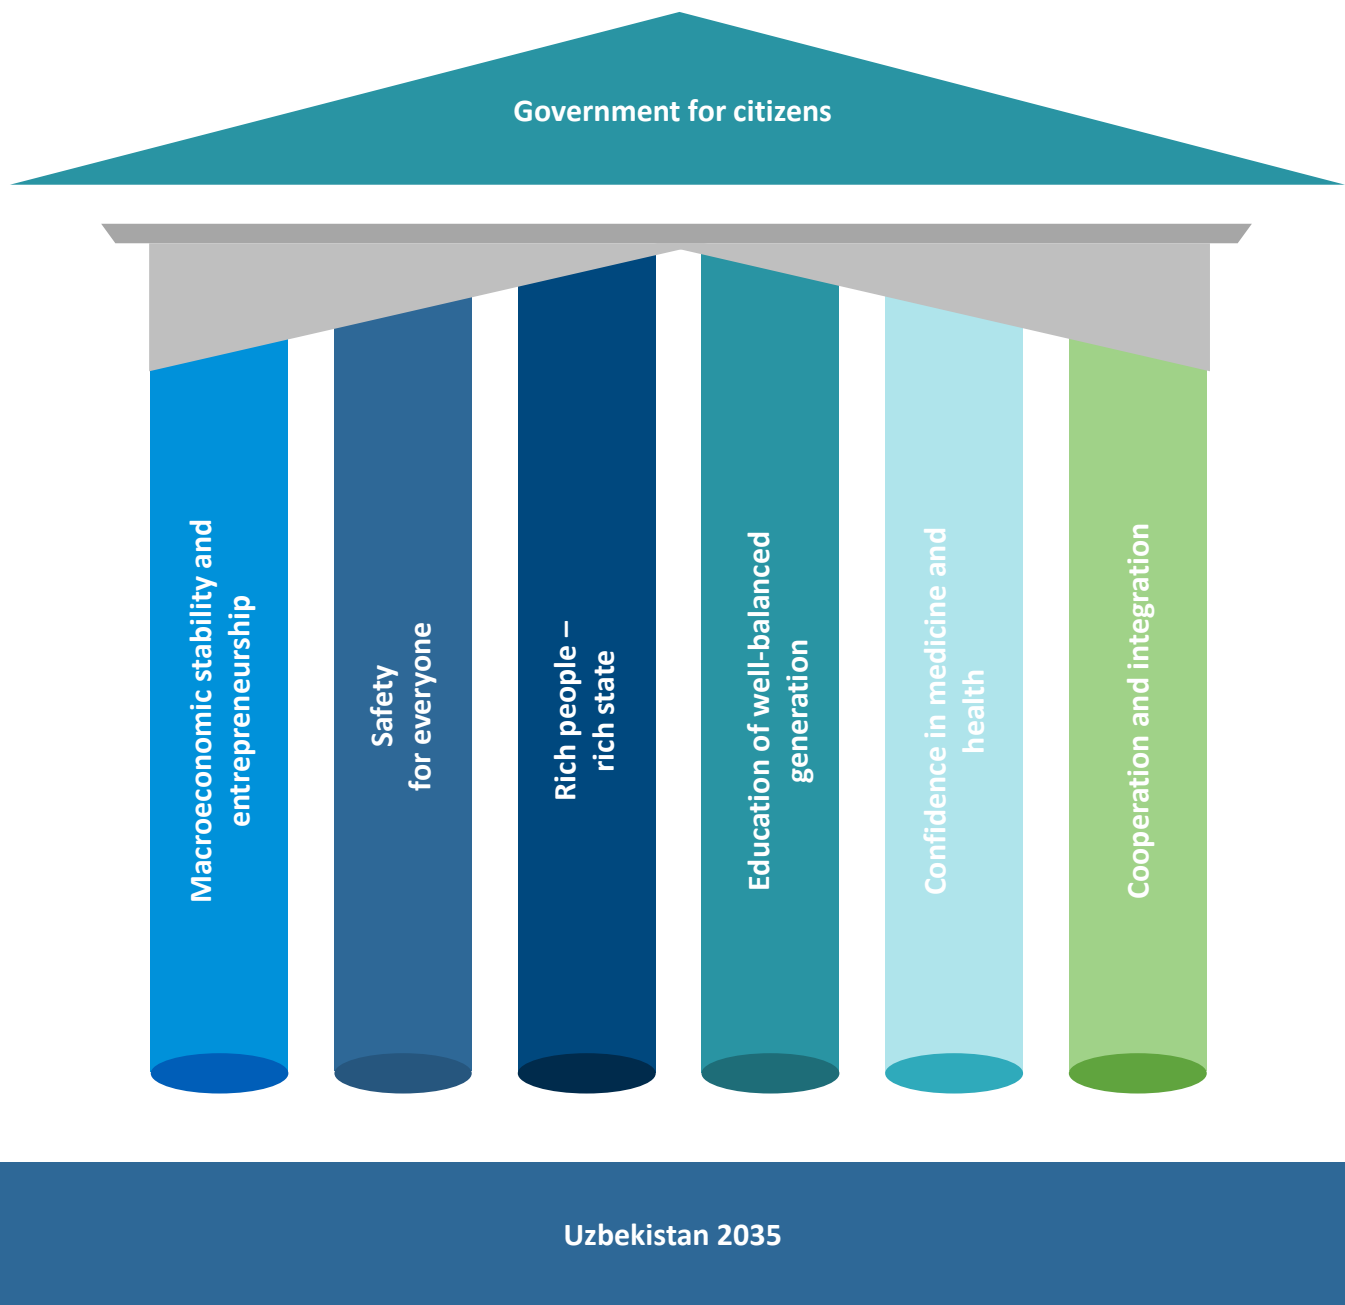 Government for citizens
Macroeconomic stability and
entrepreneurship
Safety
for everyone
Rich people –
rich state
Education of well-balanced
generation
Confidence in medicine and
health
Cooperation and integration
Uzbekistan 2035